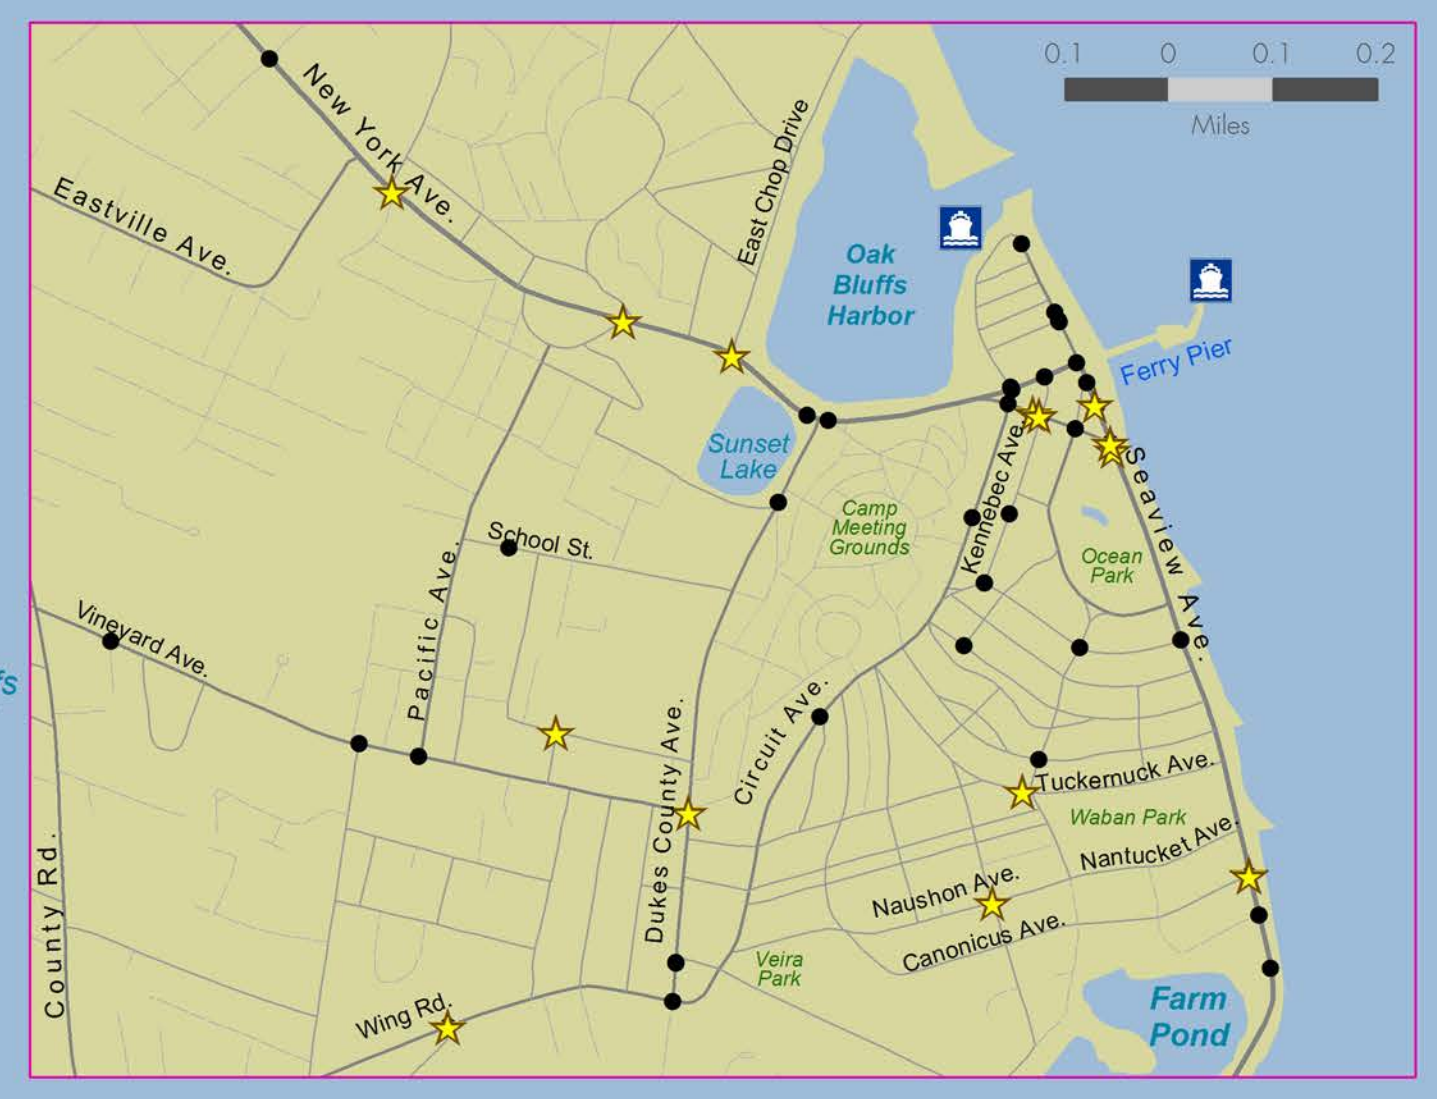 0.1 0 0.1 0.2
Miles
New York Ave.
East Chop Drive
Eastville Ave.
Oak
Bluffs
Harbor
Ferry Pier
Sunset
Lake
Kennebec Ave.
Seaview Ave.
Camp
Meeting
Grounds
School St.
Ocean
Park
Pacific Ave.
Vineyard Ave.
fs
Dukes County Ave.
Circuit Ave.
Tuckernuck Ave.
Waban Park
Nantucket Ave.
County Rd.
Naushon Ave.
Canonicus Ave.
Veira
Park
Wing Rd.
Farm
Pond